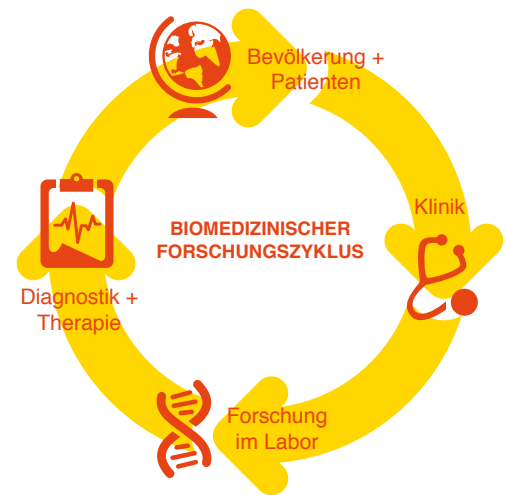 Bevölkerung +
Patienten
Klinik
BIOMEDIZINISCHER
FORSCHUNGSZYKLUS
Diagnostik +
Therapie
Forschung
im Labor